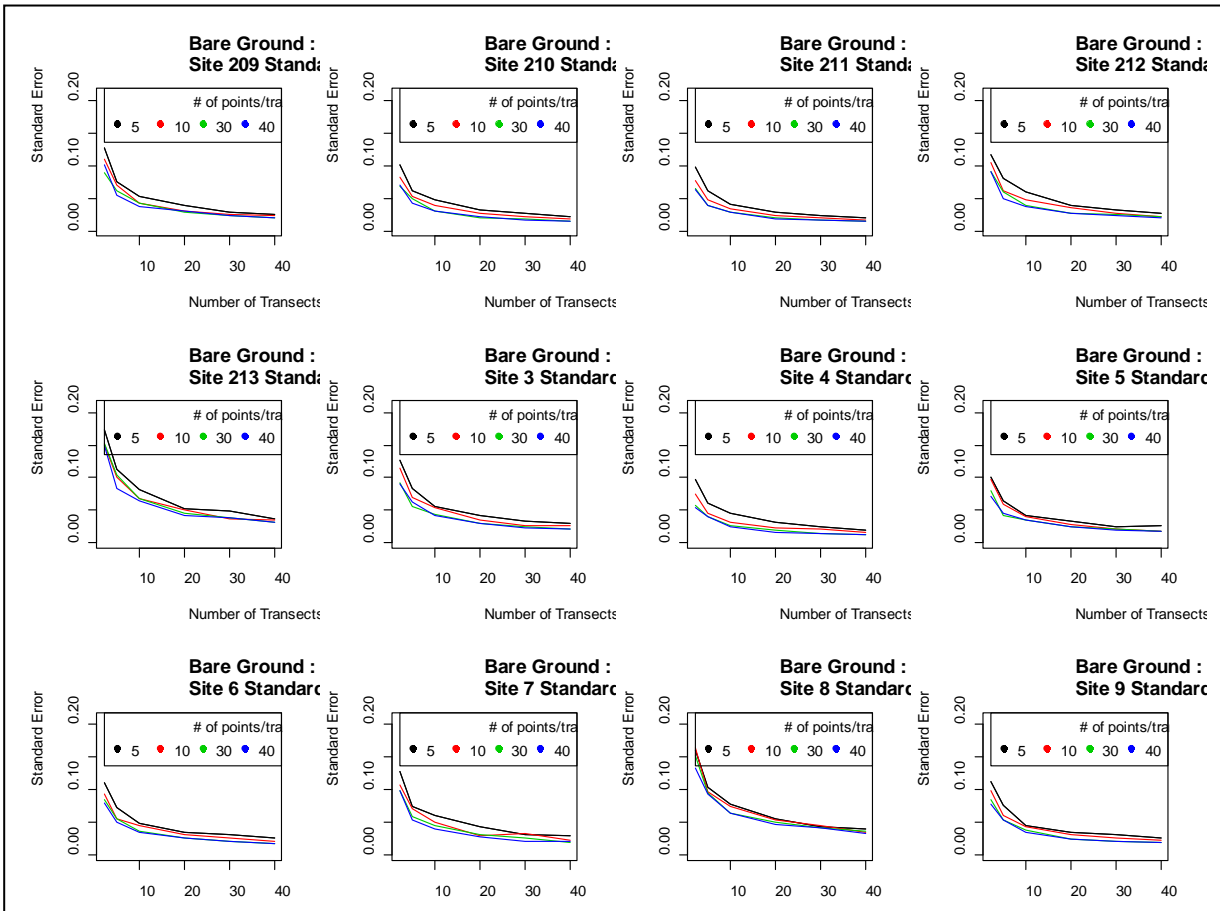 Bare Ground :
Site 209 Standa
Standard Error
0.00 0.10 0.20
# of points/tra
5 10 30 40
10 20 30 40
Number of Transects
Bare Ground :
Site 210 Standa
Standard Error
0.00 0.10 0.20
# of points/tra
5 10 30 40
10 20 30 40
Number of Transects
Bare Ground :
Site 211 Standa
Standard Error
0.00 0.10 0.20
# of points/tra
5 10 30 40
10 20 30 40
Number of Transects
Bare Ground :
Site 212 Standa
Standard Error
0.00 0.10 0.20
# of points/tra
5 10 30 40
10 20 30 40
Number of Transects
Bare Ground :
Site 213 Standa
Standard Error
0.00 0.10 0.20
# of points/tra
5 10 30 40
10 20 30 40
Number of Transects
Bare Ground :
Site 3 Standard
Standard Error
0.00 0.10 0.20
# of points/tra
5 10 30 40
10 20 30 40
Number of Transects
Bare Ground :
Site 4 Standard
Standard Error
0.00 0.10 0.20
# of points/tra
5 10 30 40
10 20 30 40
Number of Transects
Bare Ground :
Site 5 Standard
Standard Error
0.00 0.10 0.20
# of points/tra
5 10 30 40
10 20 30 40
Number of Transects
Bare Ground :
Site 6 Standard
Standard Error
0.00 0.10 0.20
# of points/tra
5 10 30 40
10 20 30 40
Bare Ground :
Site 7 Standard
Standard Error
0.00 0.10 0.20
# of points/tra
5 10 30 40
10 20 30 40
Bare Ground :
Site 8 Standard
Standard Error
0.00 0.10 0.20
# of points/tra
5 10 30 40
10 20 30 40
Bare Ground :
Site 9 Standard
Standard Error
0.00 0.10 0.20
# of points/tra
5 10 30 40
10 20 30 40